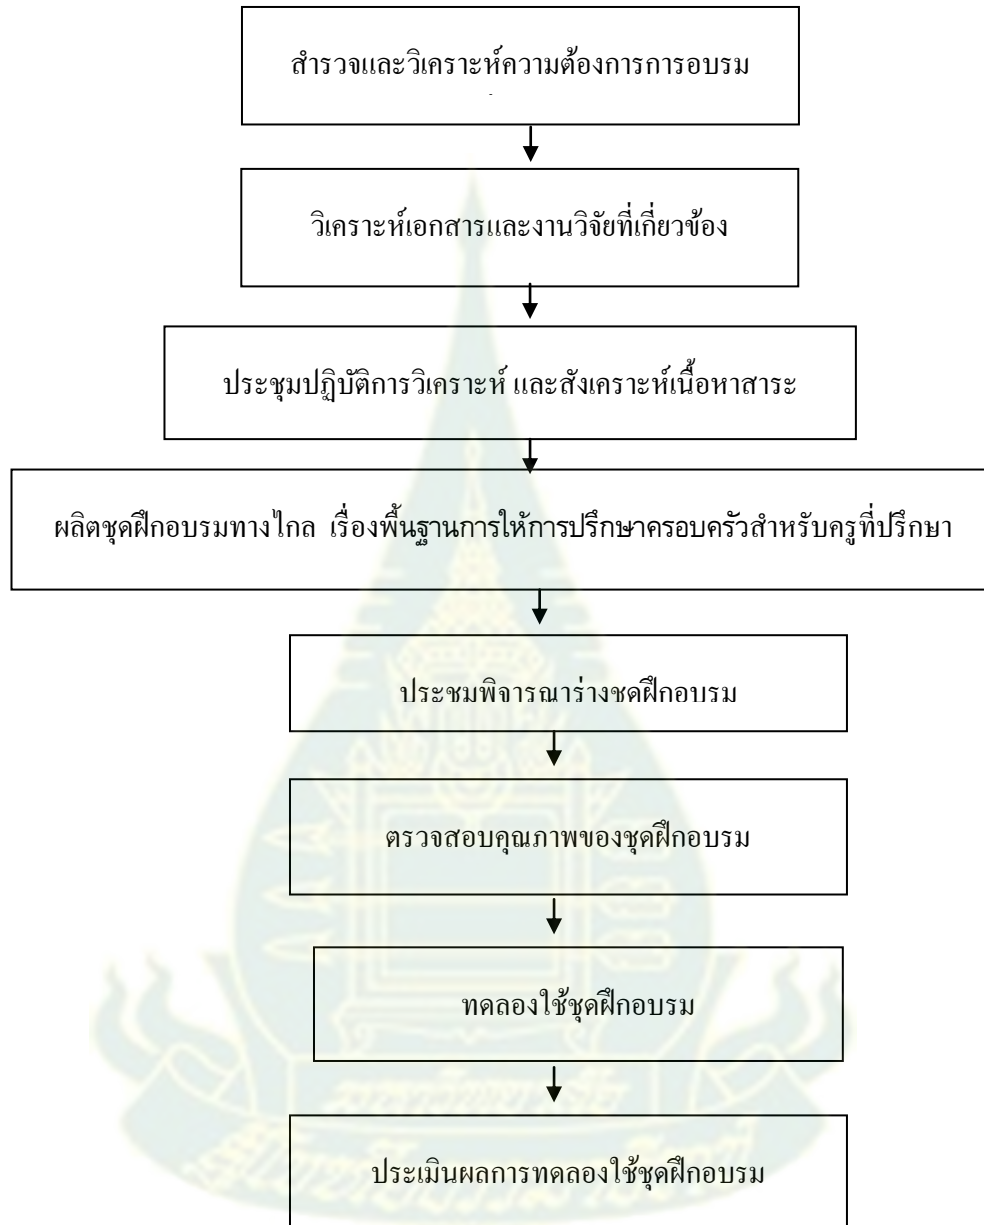 สำรวจและวิเคราะห์ความต้องการการอบรม
วิเคราะห์เอกสารและงานวิจัยที่เกี่ยวข้อง
ประชุมปฏิบัติการวิเคราะห์ และสังเคราะห์เนื้อหาสาระ
ผลิตชุดฝึกอบรมทางไกล เรื่องพื้นฐานการให้การปรึกษาครอบครัวสำหรับครูที่ปรึกษา
ประชุมพิจารณาร่างชุดฝึกอบรม
ตรวจสอบคุณภาพของชุดฝึกอบรม
ทดลองใช้ชุดฝึกอบรม
ประเมินผลการทดลองใช้ชุดฝึกอบรม